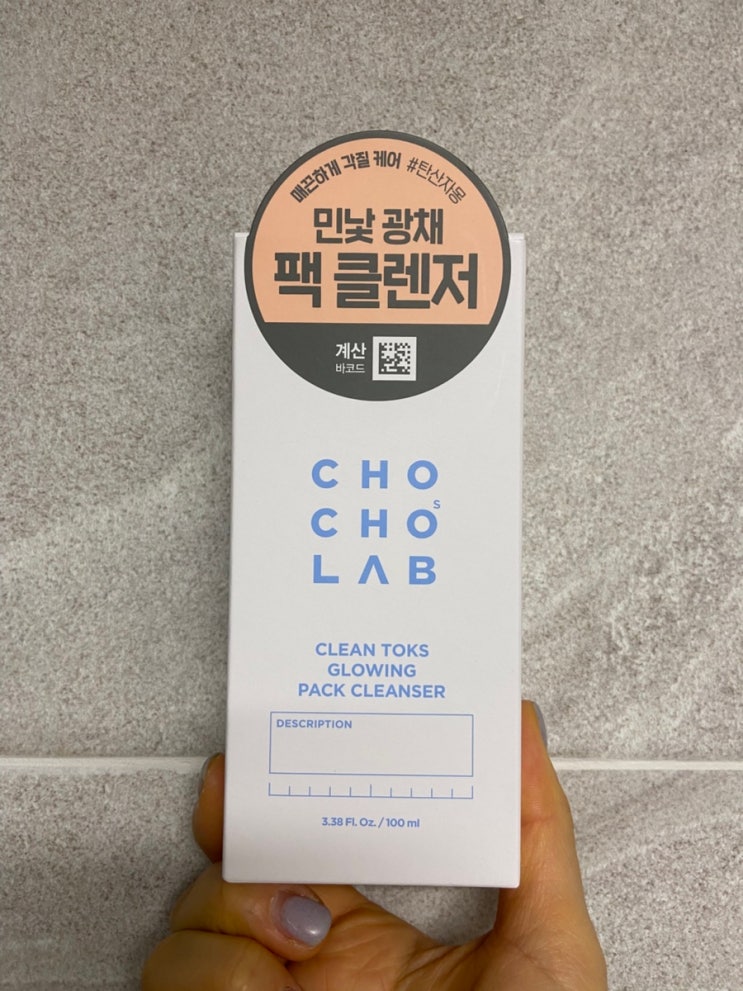 매끈하게 각질 케어 #탄산자몽
민낯 광채
팩 클렌저
계산
바코드
CHO
CHO S
LAB
CLEAN TOKS
GLOWING
PACK CLEANSER
DESCRIPTION
3.38 Fl. Oz. / 100 ml